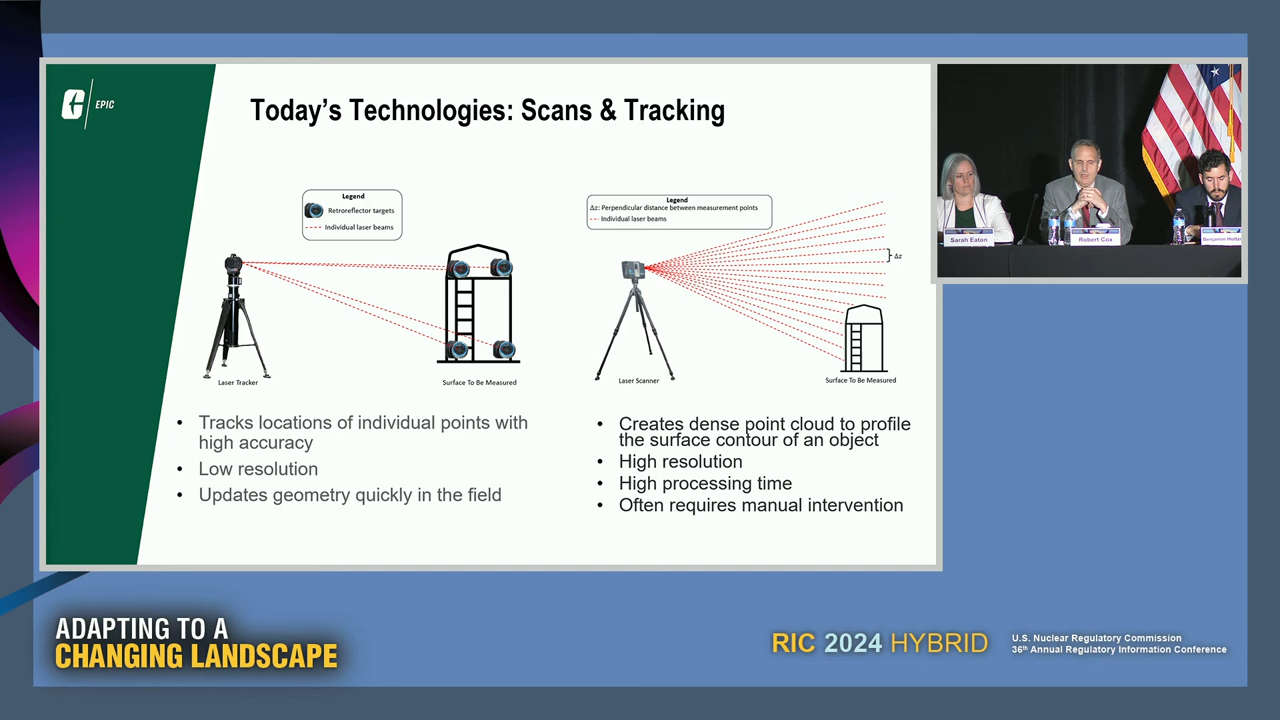 EPIC
Today's Technologies: Scans & Tracking
Legend
Retroreflector targets
Individual laser beams
Laser Tracker
Surface To Be Measured
• Tracks locations of individual points with
high accuracy
• Low resolution
• Updates geometry quickly in the field
Legend
Δz: Perpendicular distance between measurement points
Individual laser beams
Δz
Laser Scanner
Surface To Be Measured
• Creates dense point cloud to profile
the surface contour of an object
• High resolution
• High processing time
• Often requires manual intervention
Sarah Eaton
Robert Cox
Benjamin
ADAPTING TO A
CHANGING LANDSCAPE
RIC 2024 HYBRID
U.S. Nuclear Regulatory Commission
36th Annual Regulatory Information Conference